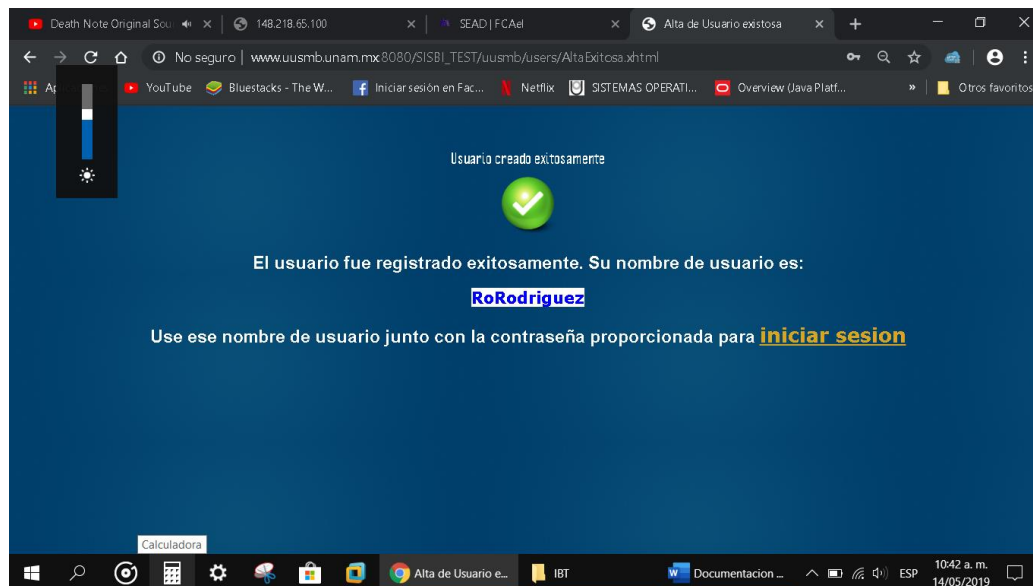 Death Note Original Sou
148.218.65.100
SEAD | FCAeI
Alta de Usuario existosa
No seguro | www.uusmb.unam.mx:8080/SISBI_TEST/uusmb/users/AltaExitosa.xhtml
YouTube
Bluestacks - The W...
Iniciar sesión en Fac...
Netflix
SISTEMAS OPERATI...
Overview (Java Platf...
»
Otros favoritos
Usuario creado exitosamente
El usuario fue registrado exitosamente. Su nombre de usuario es:
RoRodriguez
Use ese nombre de usuario junto con la contraseña proporcionada para iniciar sesion
Calculadora
Alta de Usuario e...
IBT
Documentacion ...
ESP
10:42 a. m.
14/05/2019